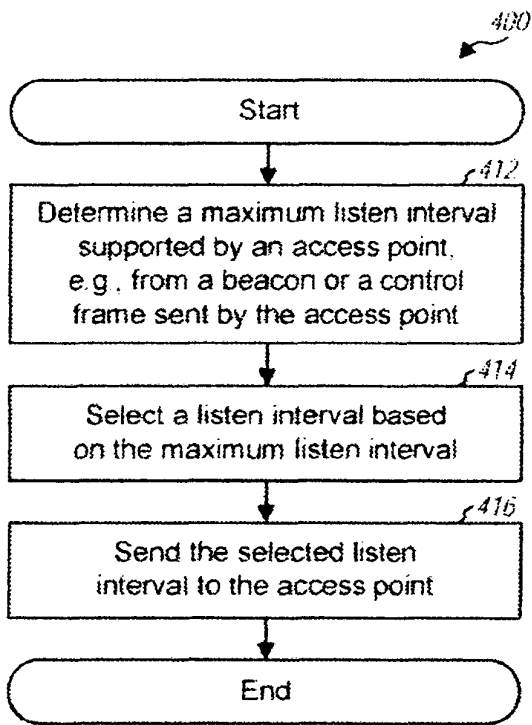 400
Start
412
Determine a maximum listen interval
supported by an access point,
e.g., from a beacon or a control
frame sent by the access point
414
Select a listen interval based
on the maximum listen interval
416
Send the selected listen
interval to the access point
End